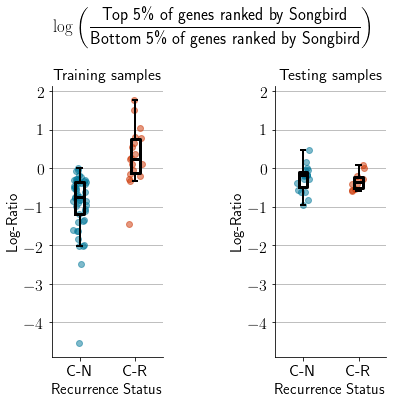 log ( Top 5% of genes ranked by Songbird
Bottom 5% of genes ranked by Songbird )
Training samples
2
1
0
−1
−2
−3
−4
Log-Ratio
C-N C-R
Recurrence Status
Testing samples
2
1
0
−1
−2
−3
−4
Log-Ratio
C-N C-R
Recurrence Status